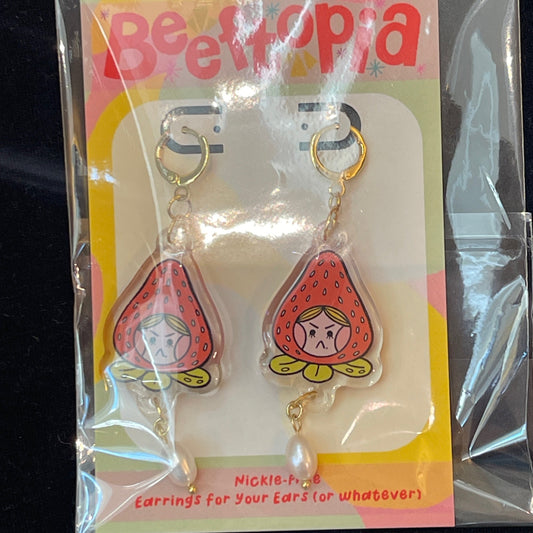 Beeftopia
Nickle-Free
Earrings for Your Ears (or whatever)